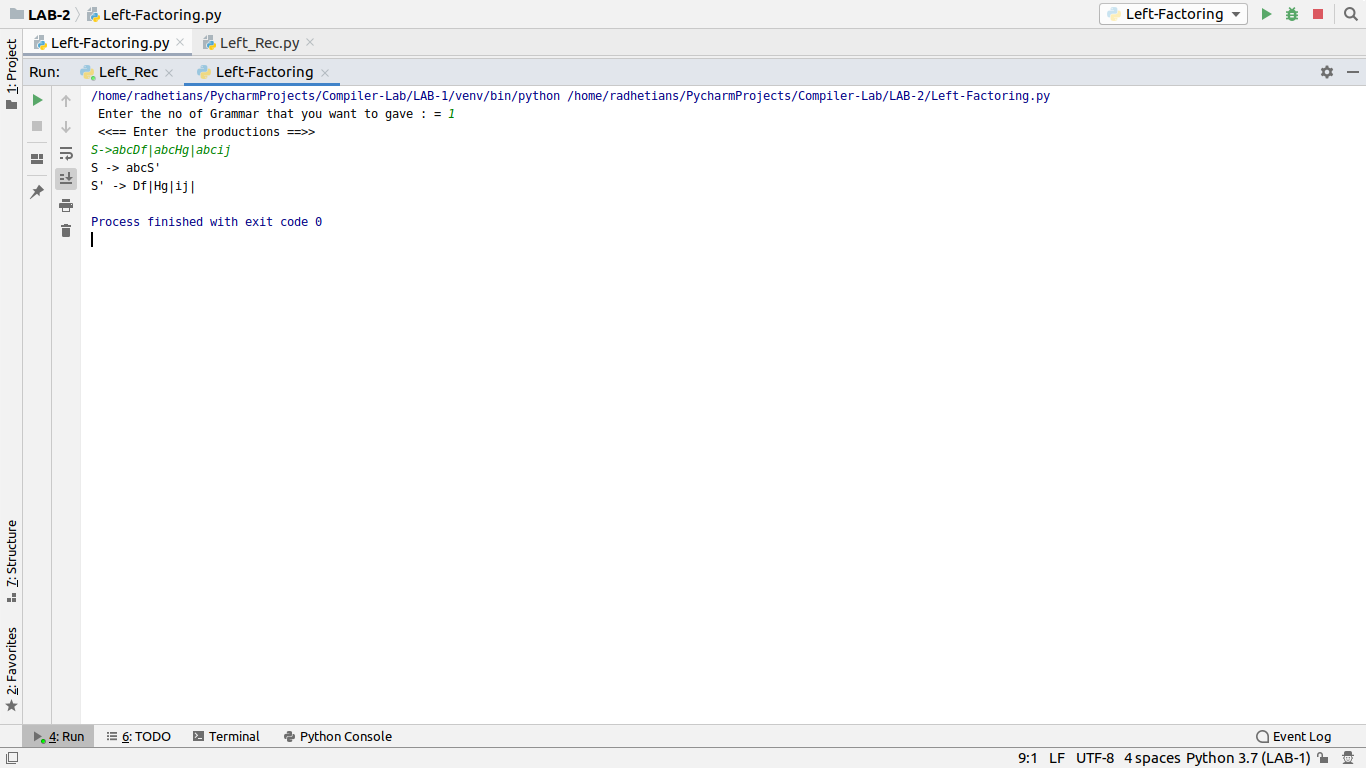 LAB-2 Left-Factoring.py Left-Factoring
1: Project
Left-Factoring.py Left_Rec.py
Run: Left_Rec Left-Factoring
/home/radhetians/PycharmProjects/Compiler-Lab/LAB-1/venv/bin/python /home/radhetians/PycharmProjects/Compiler-Lab/LAB-2/Left-Factoring.py
Enter the no of Grammar that you want to gave : = 1
<<== Enter the productions ==>>
S->abcDf|abcHg|abcij
S -> abcS'
S' -> Df|Hg|ij|
Process finished with exit code 0
7: Structure
2: Favorites
4: Run 6: TODO Terminal Python Console Event Log
9:1 LF UTF-8 4 spaces Python 3.7 (LAB-1)